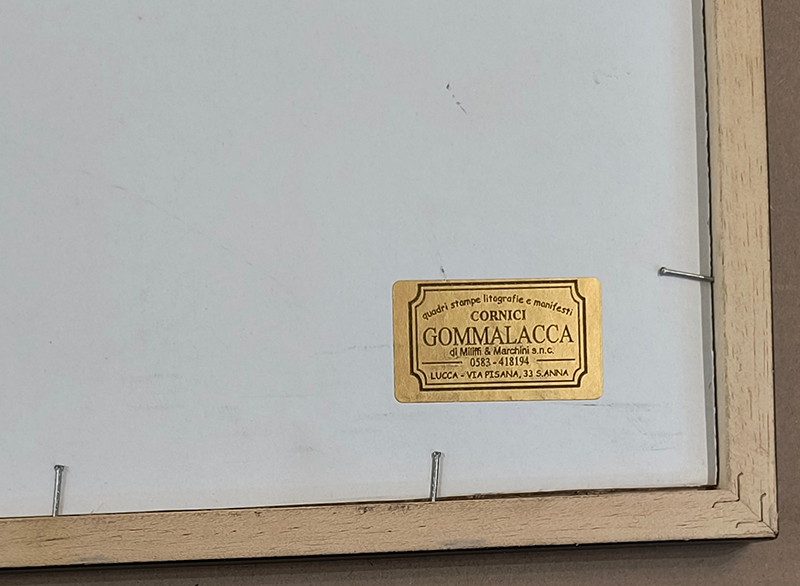 quadri stampe litografie e manifesti
CORNICI
GOMMALACCA
di Miliffi & Marchini s.n.c.
0583 - 418194
LUCCA - VIA PISANA, 33 S.ANNA